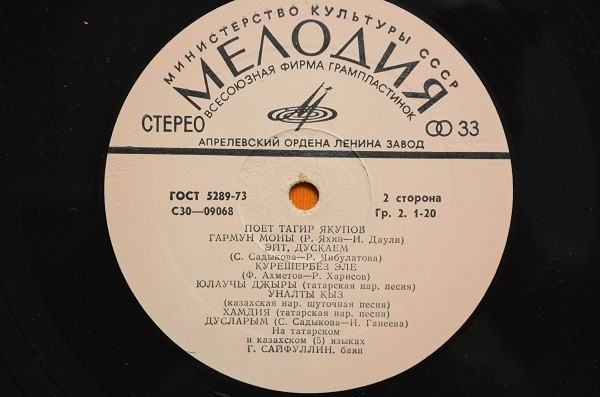 МИНИСТЕРСТВО КУЛЬТУРЫ СССР
МЕЛОДИЯ
ВСЕСОЮЗНАЯ ФИРМА ГРАМПЛАСТИНОК
СТЕРЕО
33
АПРЕЛЕВСКИЙ ОРДЕНА ЛЕНИНА ЗАВОД
ГОСТ 5289-73
2 сторона
С30—09068
Гр. 2. 1-20
ПОЕТ ТАГИР ЯКУПОВ
ГАРМУН МОНЫ (Р. Яхин—И. Даули)
ЭЙТ, ДУСКАЕМ
(С. Садыкова—Р. Янбулатова)
КУРЕШЕРБЕЗ ЭЛЕ
(Ф. Ахметов—Р. Харисов)
ЮЛАУЧЫ ДЖЫРЫ (татарская нар. песня)
УНАЛТЫ ҚЫЗ
(казахская нар. шуточная песня)
ХАМДИЯ (татарская нар. песня)
ДУСЛАРЫМ (С. Садыкова—И. Ганеева)
На татарском
и казахском (5) языках
Г. САЙФУЛЛИН, баян